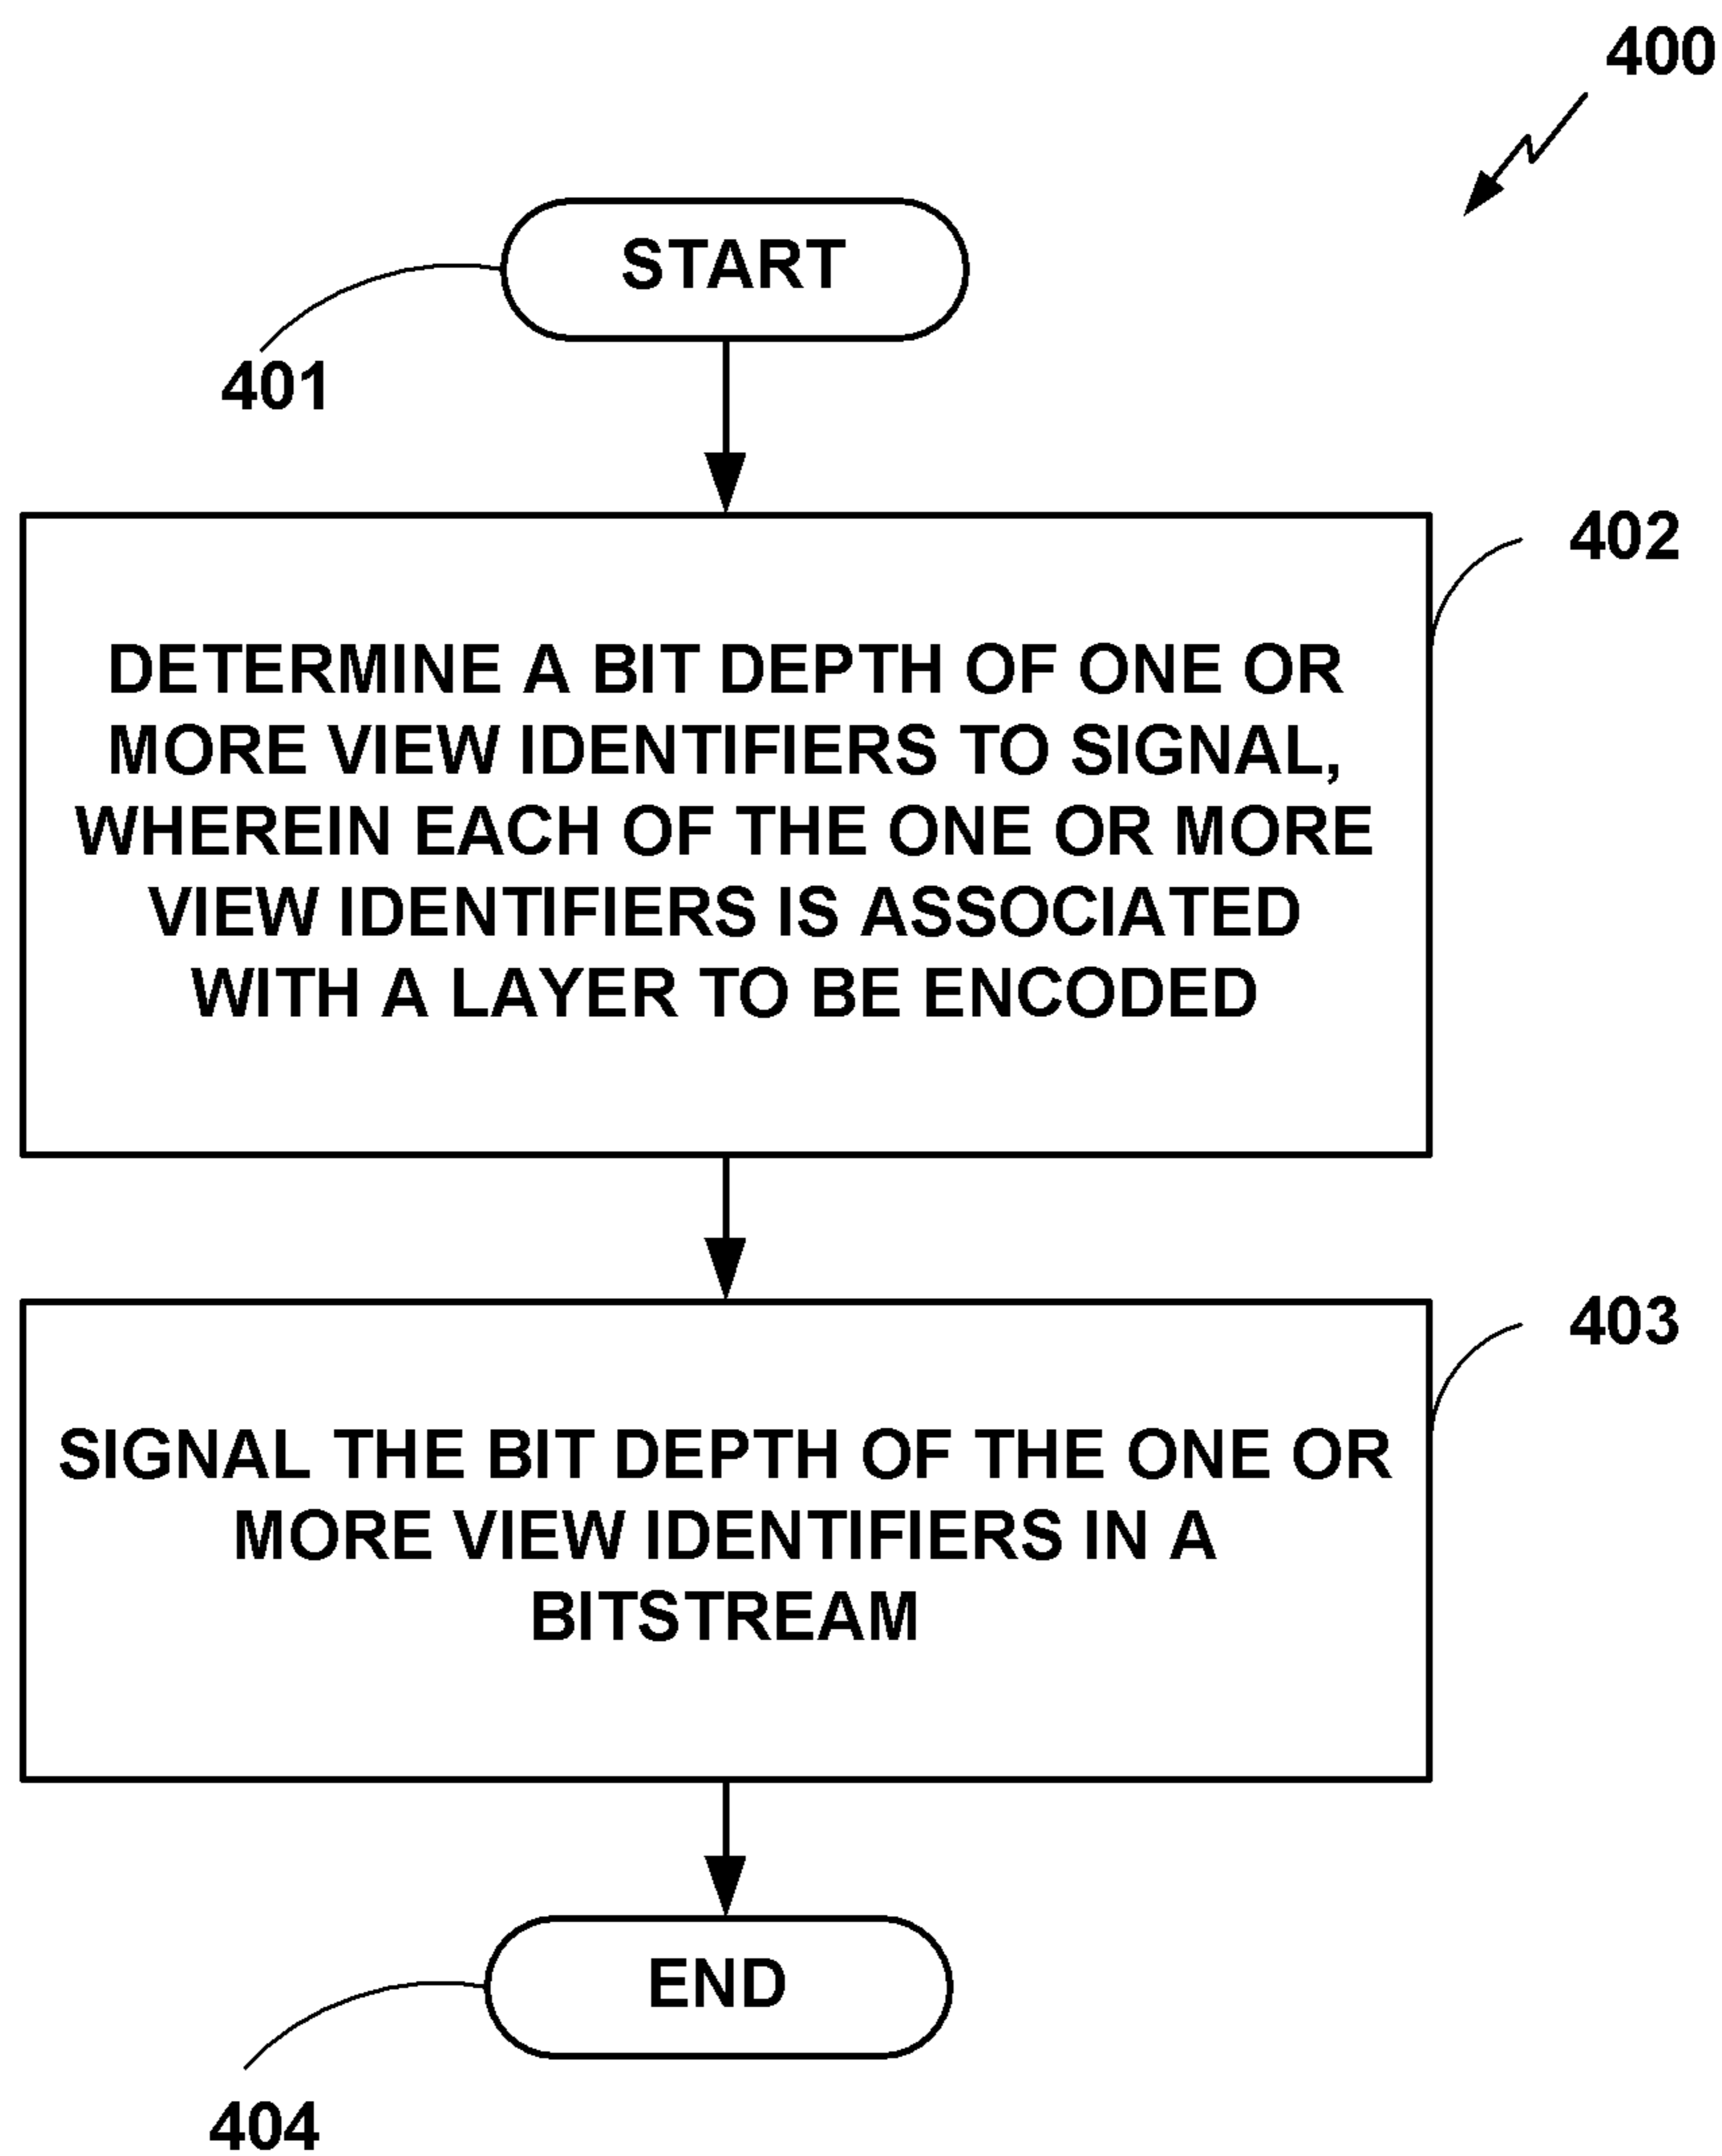 400
START
401
402
DETERMINE A BIT DEPTH OF ONE OR
MORE VIEW IDENTIFIERS TO SIGNAL,
WHEREIN EACH OF THE ONE OR MORE
VIEW IDENTIFIERS IS ASSOCIATED
WITH A LAYER TO BE ENCODED
403
SIGNAL THE BIT DEPTH OF THE ONE OR
MORE VIEW IDENTIFIERS IN A
BITSTREAM
END
404